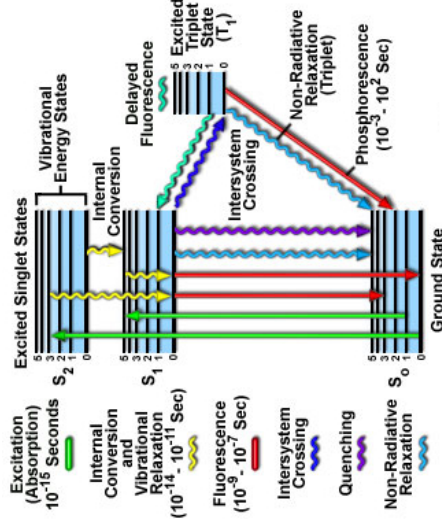 Excited Singlet States
Vibrational
Energy States
S2
5
3
2
1
0
Internal
Conversion
Delayed
Fluorescence
S1
5
3
2
1
0
Excited
Triplet
State
(T1)
5
3
2
1
0
Intersystem
Crossing
Non-Radiative
Relaxation
(Triplet)
Phosphorescence
(10-3 - 102 Sec)
So
5
3
2
1
0
Ground State
Excitation
(Absorption)
10-15 Seconds
Internal
Conversion
and
Vibrational
Relaxation
(10-14 - 10-11 Sec)
Fluorescence
(10-9 - 10-7 Sec)
Intersystem
Crossing
Quenching
Non-Radiative
Relaxation